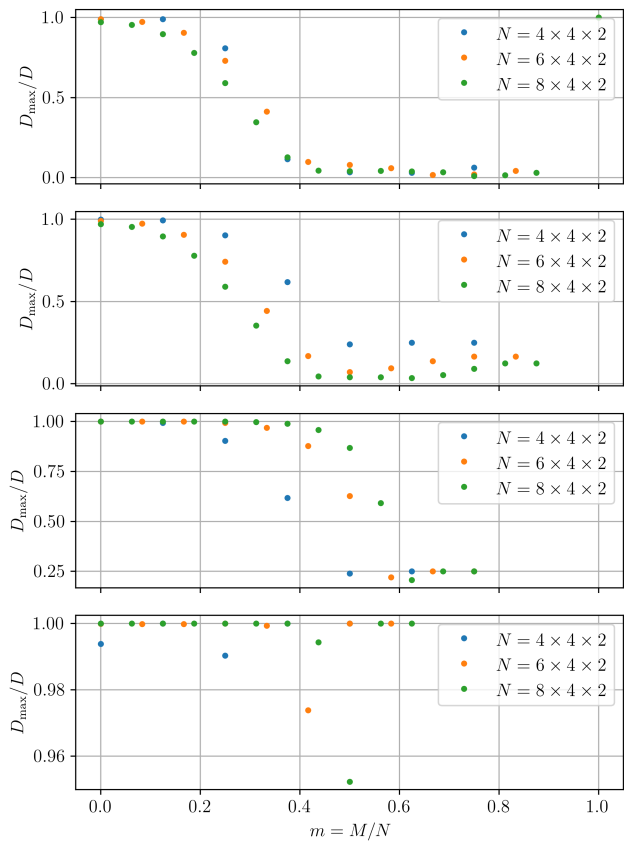 1.0
0.5
0.0
D_max/D
N = 4 × 4 × 2
N = 6 × 4 × 2
N = 8 × 4 × 2
1.0
0.5
0.0
D_max/D
N = 4 × 4 × 2
N = 6 × 4 × 2
N = 8 × 4 × 2
1.00
0.75
0.50
0.25
D_max/D
N = 4 × 4 × 2
N = 6 × 4 × 2
N = 8 × 4 × 2
1.00
0.98
0.96
D_max/D
N = 4 × 4 × 2
N = 6 × 4 × 2
N = 8 × 4 × 2
0.0 0.2 0.4 0.6 0.8 1.0
m = M/N